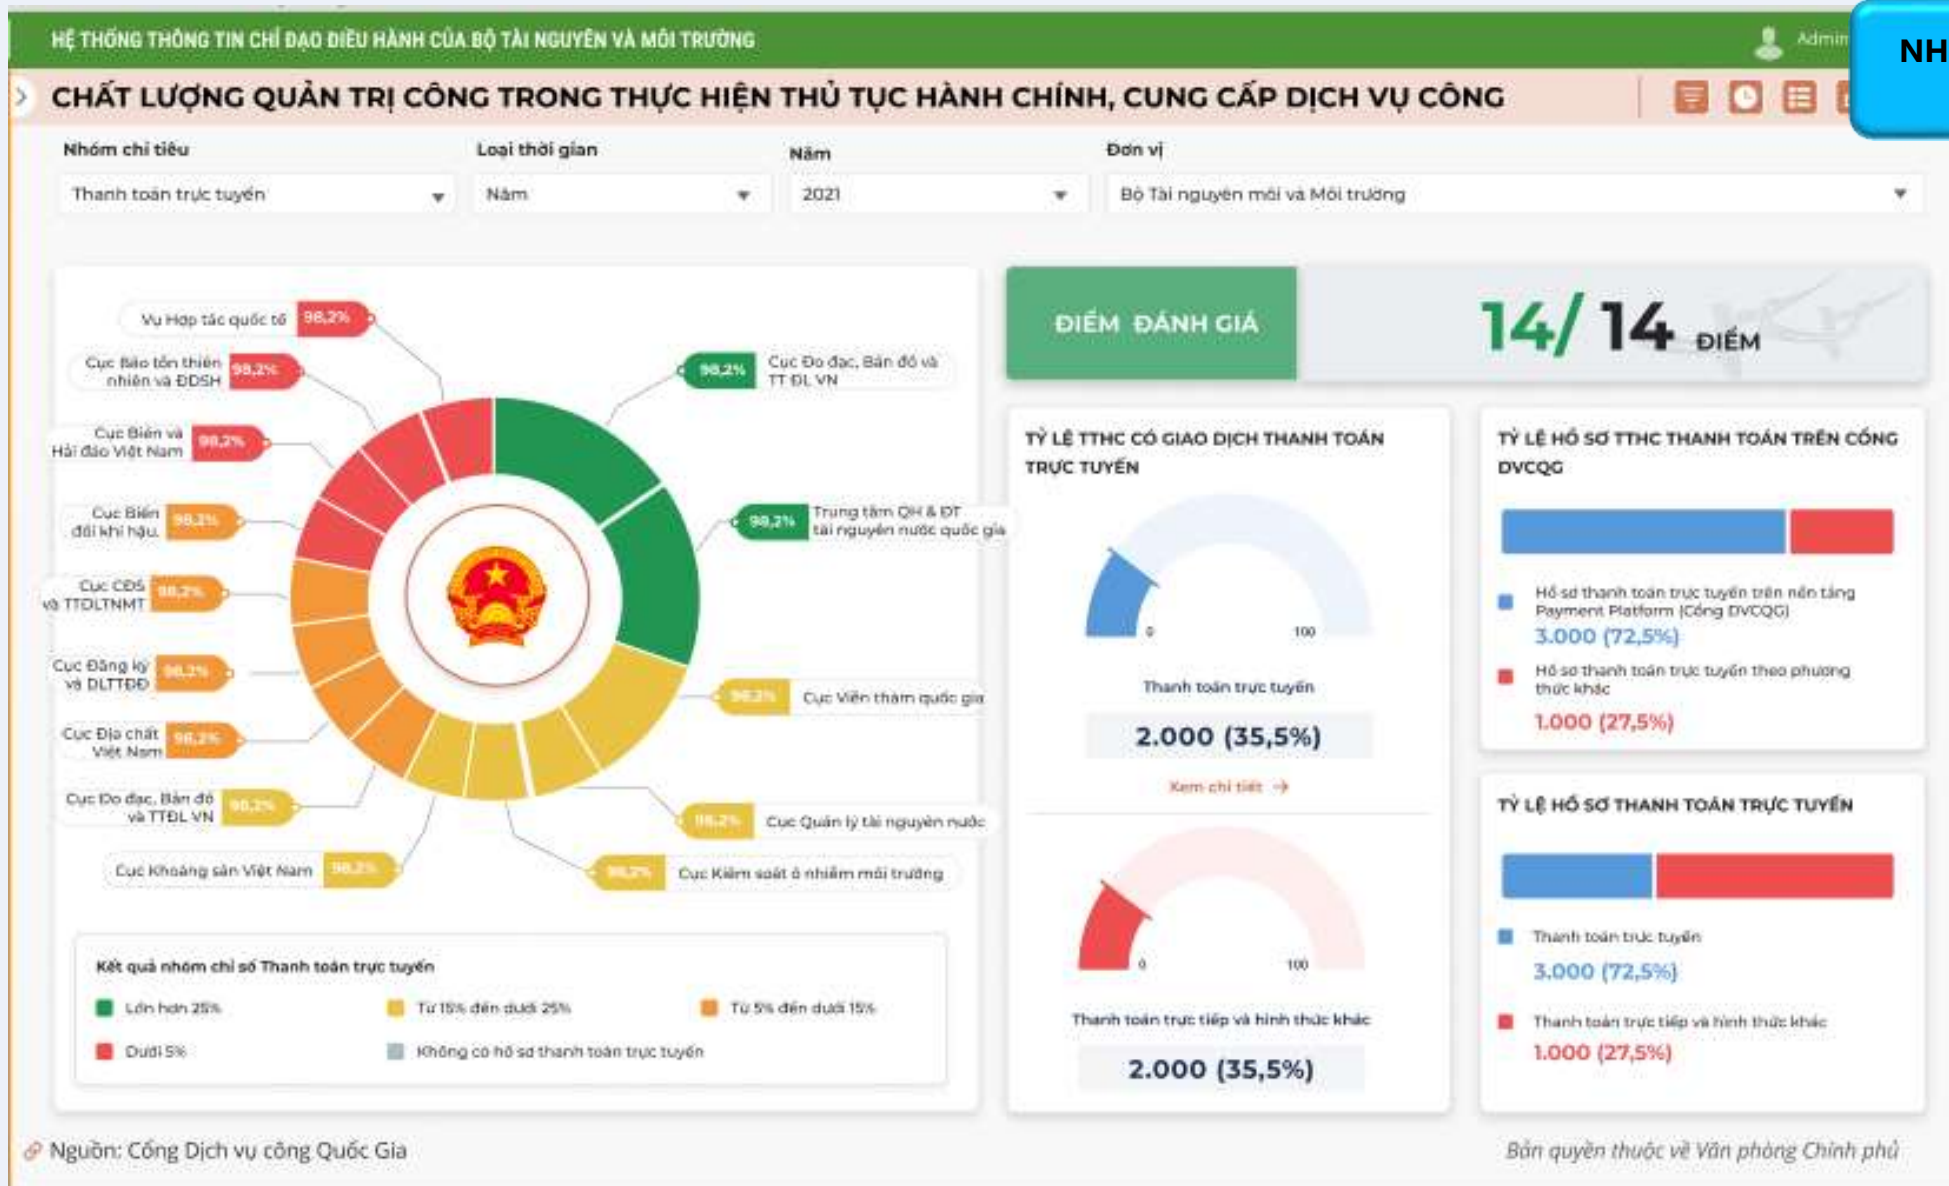 HỆ THỐNG THÔNG TIN CHỈ ĐẠO ĐIỀU HÀNH CỦA BỘ TÀI NGUYÊN VÀ MÔI TRƯỜNG
Admin
NH
CHẤT LƯỢNG QUẢN TRỊ CÔNG TRONG THỰC HIỆN THỦ TỤC HÀNH CHÍNH, CUNG CẤP DỊCH VỤ CÔNG
Nhóm chỉ tiêu
Loại thời gian
Năm
Đơn vị
Thanh toán trực tuyến
Năm
2021
Bộ Tài nguyên môi và Môi trường
Vụ Hợp tác quốc tế 98,2%
Cục Bảo tồn thiên
nhiên và ĐDSH
98,2%
Cục Biển và
Hải đảo Việt Nam
98,2%
Cục Biến
đổi khí hậu.
98,2%
Cục CĐS
và TTDLTNMT
98,2%
Cục Đăng ký
và DLTTĐĐ
98,2%
Cục Địa chất
Việt Nam
98,2%
Cục Đo đạc, Bản đồ
và TTĐL VN
98,2%
Cục Khoáng sản Việt Nam 98,2%
98,2%
Cục Đo đạc, Bản đồ và
TT ĐL VN
98,2%
Trung tâm QH & ĐT
tài nguyên nước quốc gia
98,2% Cục Viễn thám quốc gia
98,2% Cục Quản lý tài nguyên nước
98,2% Cục Kiểm soát ô nhiễm môi trường
Kết quả nhóm chỉ số Thanh toán trực tuyến
Lớn hơn 25%
Từ 15% đến dưới 25%
Từ 5% đến dưới 15%
Dưới 5%
Không có hồ sơ thanh toán trực tuyến
ĐIỂM ĐÁNH GIÁ
14/ 14 ĐIỂM
TỶ LỆ TTHC CÓ GIAO DỊCH THANH TOÁN
TRỰC TUYẾN
0
100
Thanh toán trực tuyến
2.000 (35,5%)
Xem chi tiết →
0
100
Thanh toán trực tiếp và hình thức khác
2.000 (35,5%)
TỶ LỆ HỒ SƠ TTHC THANH TOÁN TRÊN CỔNG
DVCQG
Hồ sơ thanh toán trực tuyến trên nền tảng
Payment Platform (Cổng DVCQG)
3.000 (72,5%)
Hồ sơ thanh toán trực tuyến theo phương
thức khác
1.000 (27,5%)
TỶ LỆ HỒ SƠ THANH TOÁN TRỰC TUYẾN
Thanh toán trực tuyến
3.000 (72,5%)
Thanh toán trực tiếp và hình thức khác
1.000 (27,5%)
Nguồn: Cổng Dịch vụ công Quốc Gia
Bản quyền thuộc về Văn phòng Chính phủ